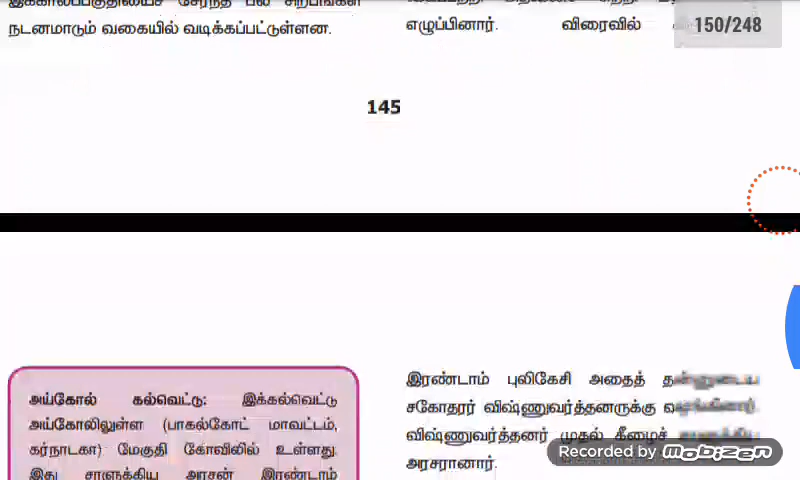 நடனமாடும் வகையில் வடிக்கப்பட்டுள்ளன.
எழுப்பினார். விரைவில்
150/248
145
அய்கோல் கல்வெட்டு: இக்கல்வெட்டு
அய்கோலிலுள்ள (பாகல்கோட் மாவட்டம்,
கர்நாடகா) மேகுதி கோவிலில் உள்ளது.
இது சாளுக்கிய அரசன் இரண்டாம்
இரண்டாம் புலிகேசி அதைத்
சகோதரர் விஷ்ணுவர்த்தனருக்கு
விஷ்ணுவர்த்தனர் முதல் கீழைச்
அரசரானார்.
Recorded by mobizen